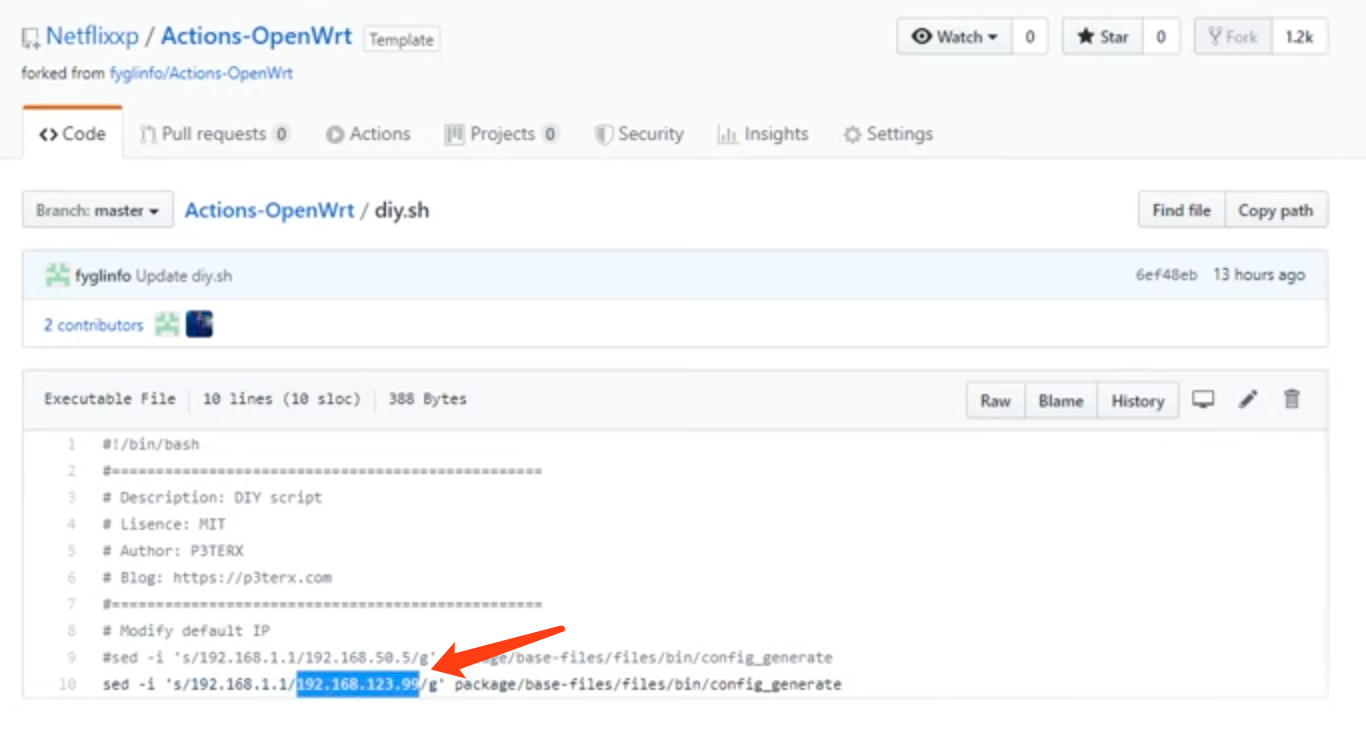 Netflixxp / Actions-OpenWrt Template
Watch 0 Star 0 Fork 1.2k
forked from fyglinfo/Actions-OpenWrt
Code Pull requests 0 Actions Projects 0 Security Insights Settings
Branch: master Actions-OpenWrt / diy.sh Find file Copy path
fyglinfo Update diy.sh 6ef48eb 13 hours ago
2 contributors
Executable File 10 lines (10 sloc) 388 Bytes Raw Blame History
1 #!/bin/bash
2 #=================================================
3 # Description: DIY script
4 # Lisence: MIT
5 # Author: P3TERX
6 # Blog: https://p3terx.com
7 #=================================================
8 # Modify default IP
9 #sed -i 's/192.168.1.1/192.168.50.5/g' ge/base-files/files/bin/config_generate
10 sed -i 's/192.168.1.1/192.168.123.99/g' package/base-files/files/bin/config_generate